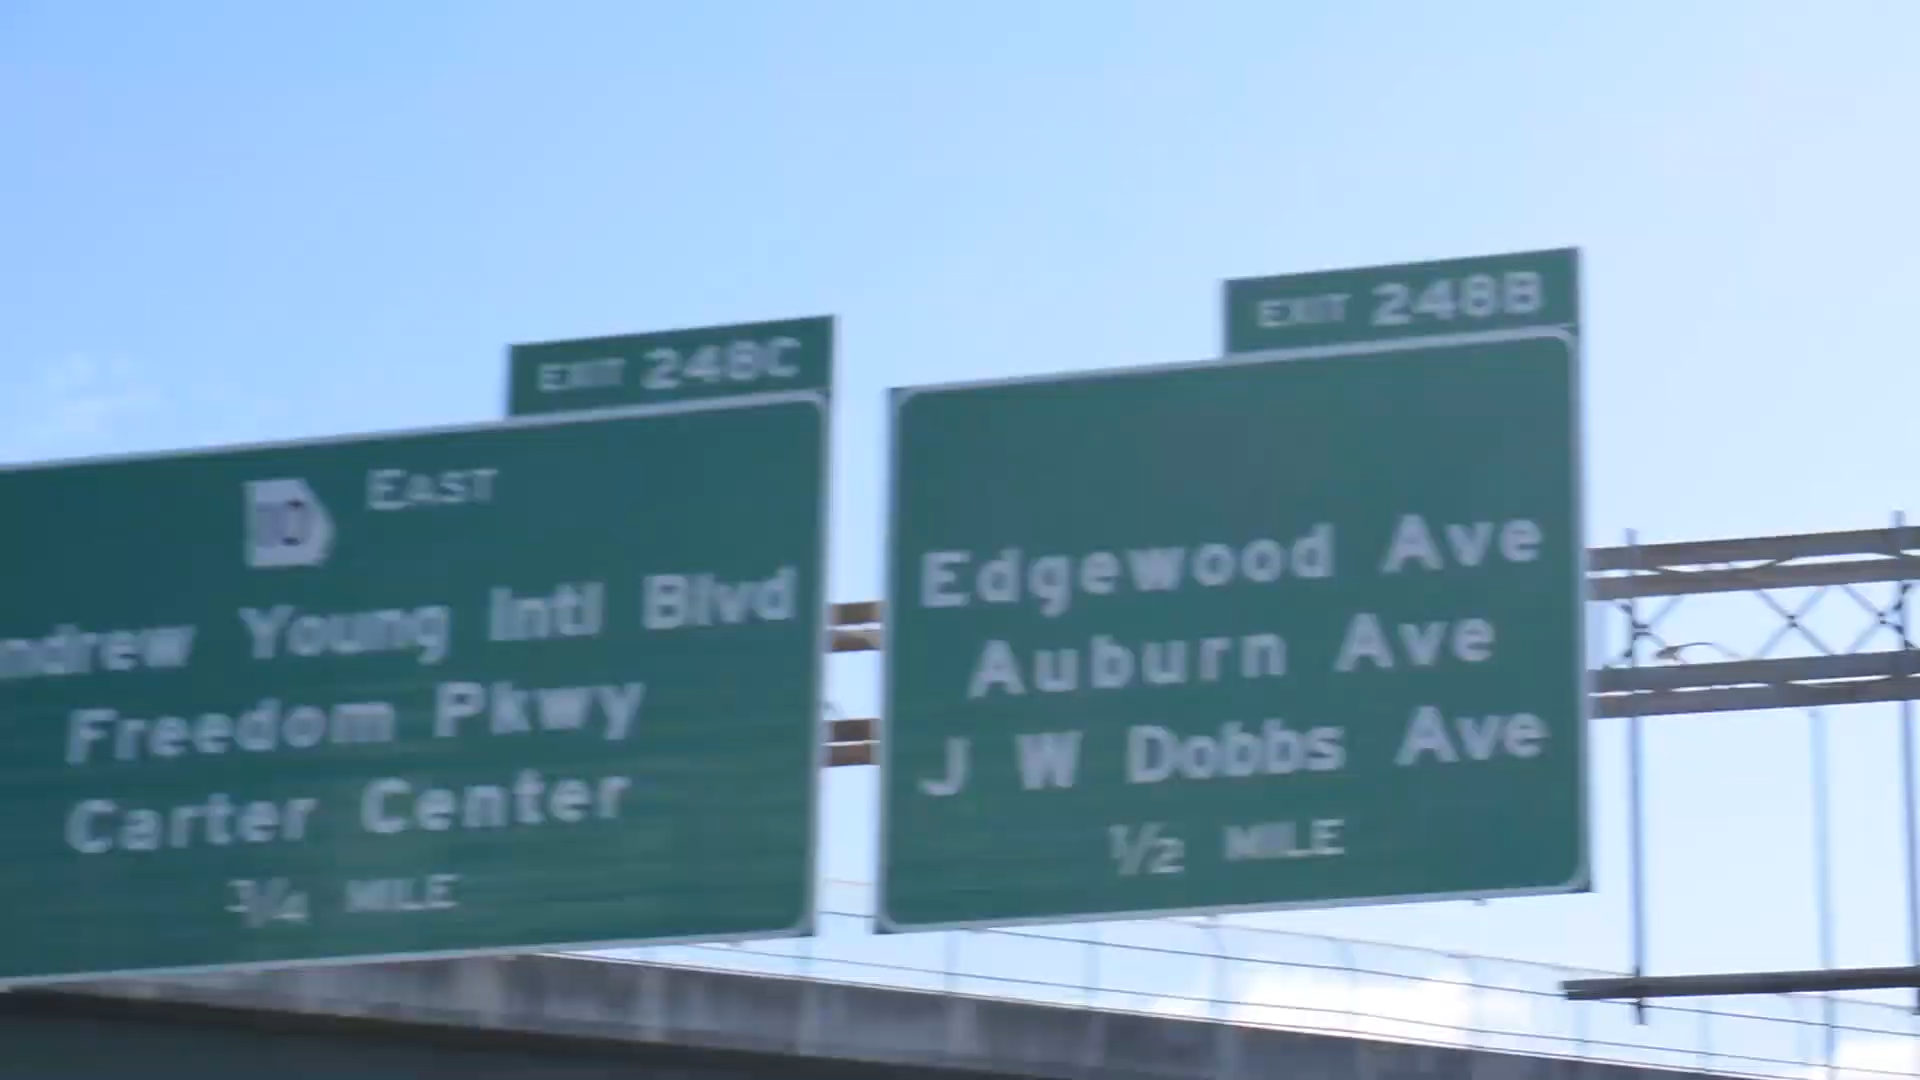 EXIT 248C
10 EAST
ndrew Young Intl Blvd
Freedom Pkwy
Carter Center
3/4 MILE
EXIT 248B
Edgewood Ave
Auburn Ave
J W Dobbs Ave
1/2 MILE